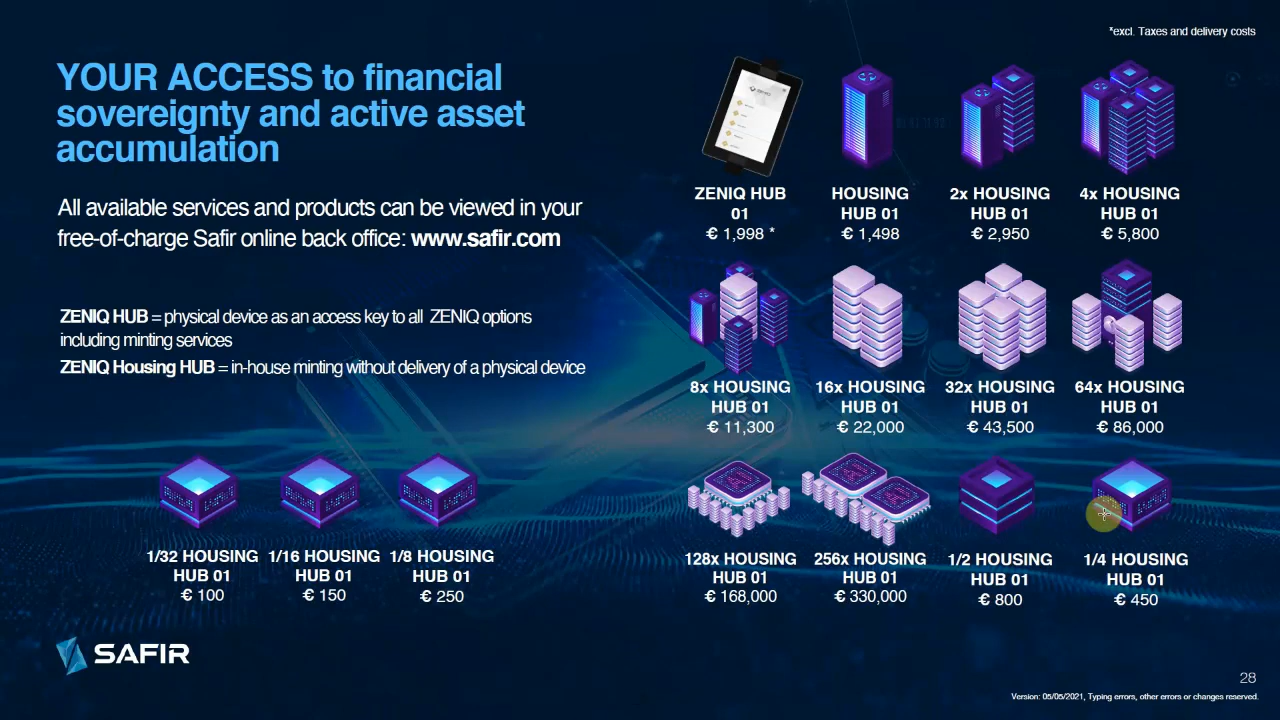 *excl. Taxes and delivery costs
YOUR ACCESS to financial
sovereignty and active asset
accumulation
All available services and products can be viewed in your
free-of-charge Safir online back office: www.safir.com
ZENIQ HUB = physical device as an access key to all ZENIQ options
including minting services
ZENIQ Housing HUB = in-house minting without delivery of a physical device
ZENIQ HUB
01
€ 1,998 *
HOUSING
HUB 01
€ 1,498
2x HOUSING
HUB 01
€ 2,950
4x HOUSING
HUB 01
€ 5,800
8x HOUSING
HUB 01
€ 11,300
16x HOUSING
HUB 01
€ 22,000
32x HOUSING
HUB 01
€ 43,500
64x HOUSING
HUB 01
€ 86,000
1/32 HOUSING
HUB 01
€ 100
1/16 HOUSING
HUB 01
€ 150
1/8 HOUSING
HUB 01
€ 250
128x HOUSING
HUB 01
€ 168,000
256x HOUSING
HUB 01
€ 330,000
1/2 HOUSING
HUB 01
€ 800
1/4 HOUSING
HUB 01
€ 450
SAFIR
28
Version: 05/05/2021, Typing errors, other errors or changes reserved.